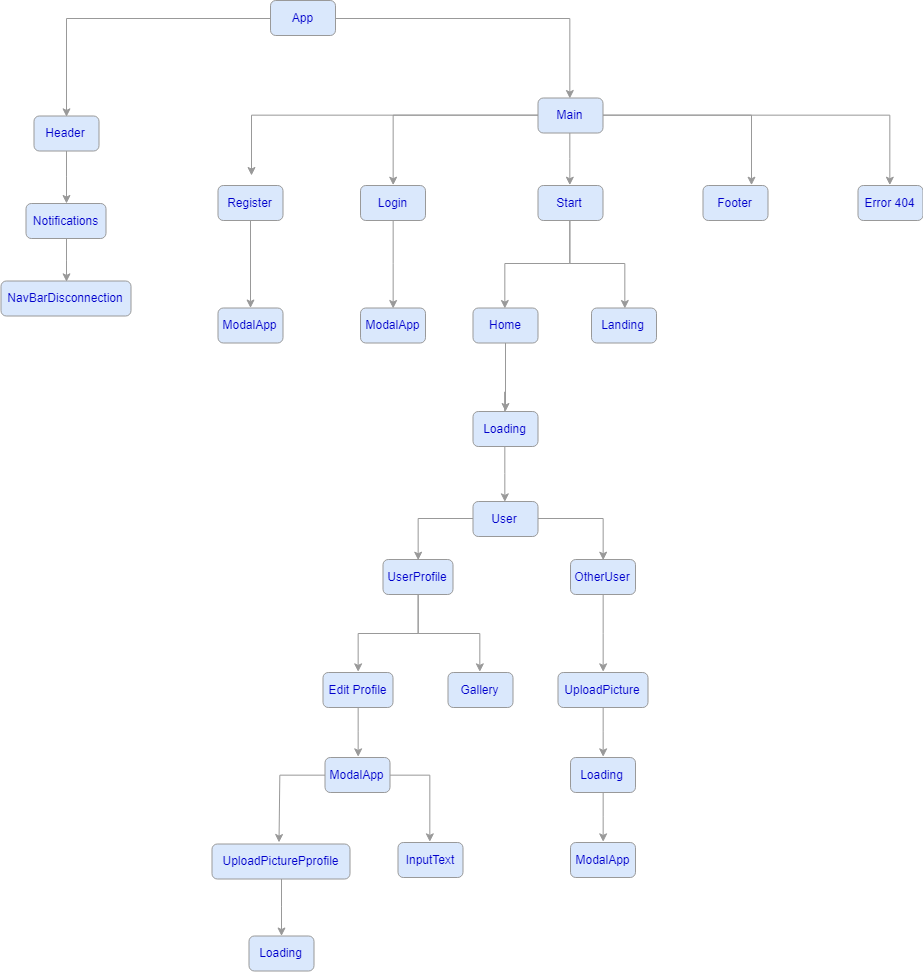 App
Main
Header
Register
Login
Start
Footer
Error 404
Notifications
NavBarDisconnection
ModalApp
ModalApp
Home
Landing
Loading
User
UserProfile
OtherUser
Edit Profile
Gallery
UploadPicture
ModalApp
Loading
UploadPicturePprofile
InputText
ModalApp
Loading